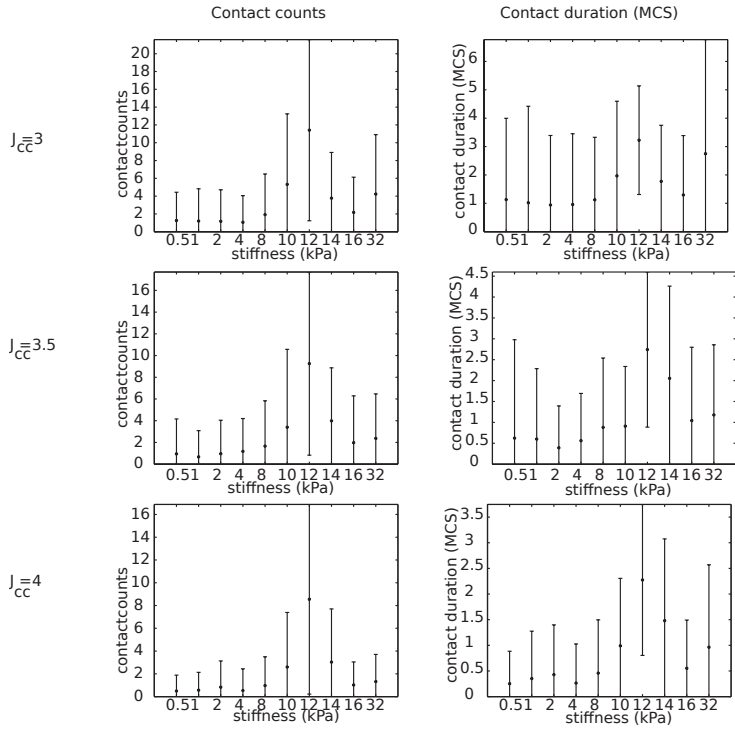 Contact counts
Contact duration (MCS)
J_cc=3
contactcounts
20
18
16
14
12
10
8
6
4
2
0
0.51 2 4 8 10 12 14 16 32
stiffness (kPa)
contact duration (MCS)
6
5
4
3
2
1
0
0.51 2 4 8 10 12 14 16 32
stiffness (kPa)
J_cc=3.5
contactcounts
16
14
12
10
8
6
4
2
0
0.51 2 4 8 10 12 14 16 32
stiffness (kPa)
contact duration (MCS)
4.5
4
3.5
3
2.5
2
1.5
1
0.5
0
0.51 2 4 8 10 12 14 16 32
stiffness (kPa)
J_cc=4
contactcounts
16
14
12
10
8
6
4
2
0
0.51 2 4 8 10 12 14 16 32
stiffness (kPa)
contact duration (MCS)
3.5
3
2.5
2
1.5
1
0.5
0
0.51 2 4 8 10 12 14 16 32
stiffness (kPa)